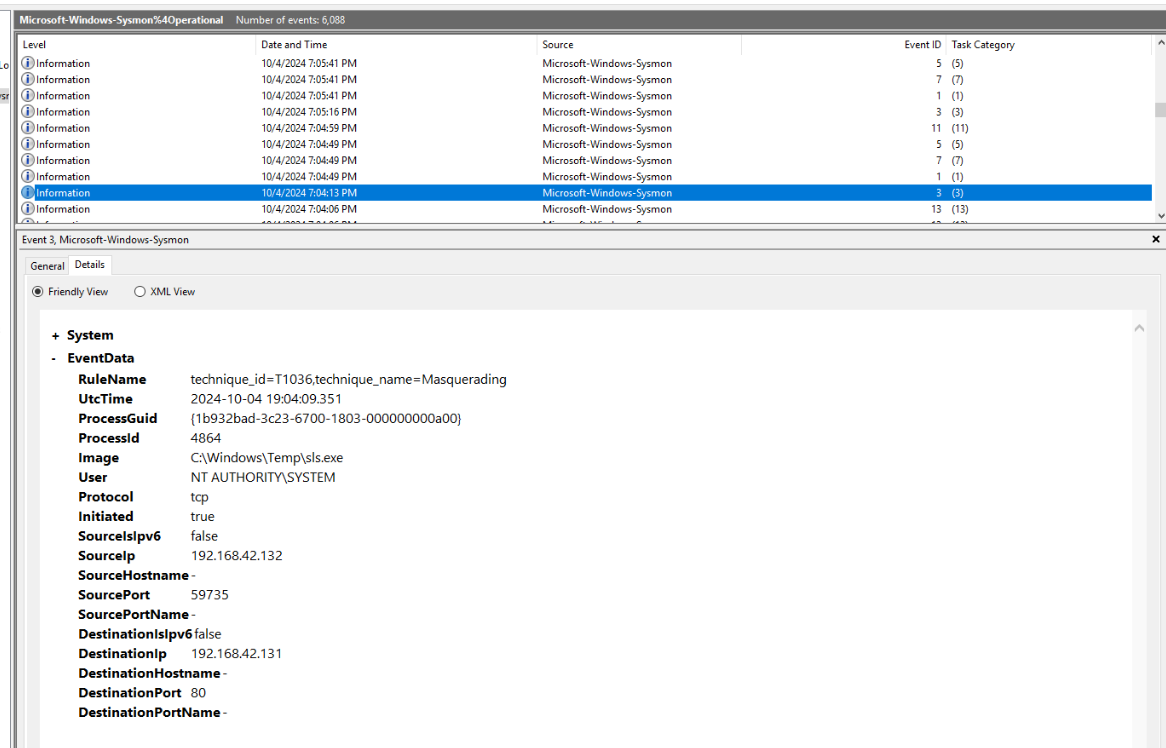 Microsoft-Windows-Sysmon%4Operational Number of events: 6,088
Level Date and Time Source Event ID Task Category
Information 10/4/2024 7:05:41 PM Microsoft-Windows-Sysmon 5 (5)
Information 10/4/2024 7:05:41 PM Microsoft-Windows-Sysmon 7 (7)
Information 10/4/2024 7:05:41 PM Microsoft-Windows-Sysmon 1 (1)
Information 10/4/2024 7:05:16 PM Microsoft-Windows-Sysmon 3 (3)
Information 10/4/2024 7:04:59 PM Microsoft-Windows-Sysmon 11 (11)
Information 10/4/2024 7:04:49 PM Microsoft-Windows-Sysmon 5 (5)
Information 10/4/2024 7:04:49 PM Microsoft-Windows-Sysmon 7 (7)
Information 10/4/2024 7:04:49 PM Microsoft-Windows-Sysmon 1 (1)
Information 10/4/2024 7:04:13 PM Microsoft-Windows-Sysmon 3 (3)
Information 10/4/2024 7:04:06 PM Microsoft-Windows-Sysmon 13 (13)
Event 3, Microsoft-Windows-Sysmon
General Details
Friendly View XML View
+ System
- EventData
RuleName technique_id=T1036,technique_name=Masquerading
UtcTime 2024-10-04 19:04:09.351
ProcessGuid {1b932bad-3c23-6700-1803-000000000a00}
ProcessId 4864
Image C:\Windows\Temp\sls.exe
User NT AUTHORITY\SYSTEM
Protocol tcp
Initiated true
SourceIsIpv6 false
SourceIp 192.168.42.132
SourceHostname -
SourcePort 59735
SourcePortName -
DestinationIsIpv6 false
DestinationIp 192.168.42.131
DestinationHostname -
DestinationPort 80
DestinationPortName -